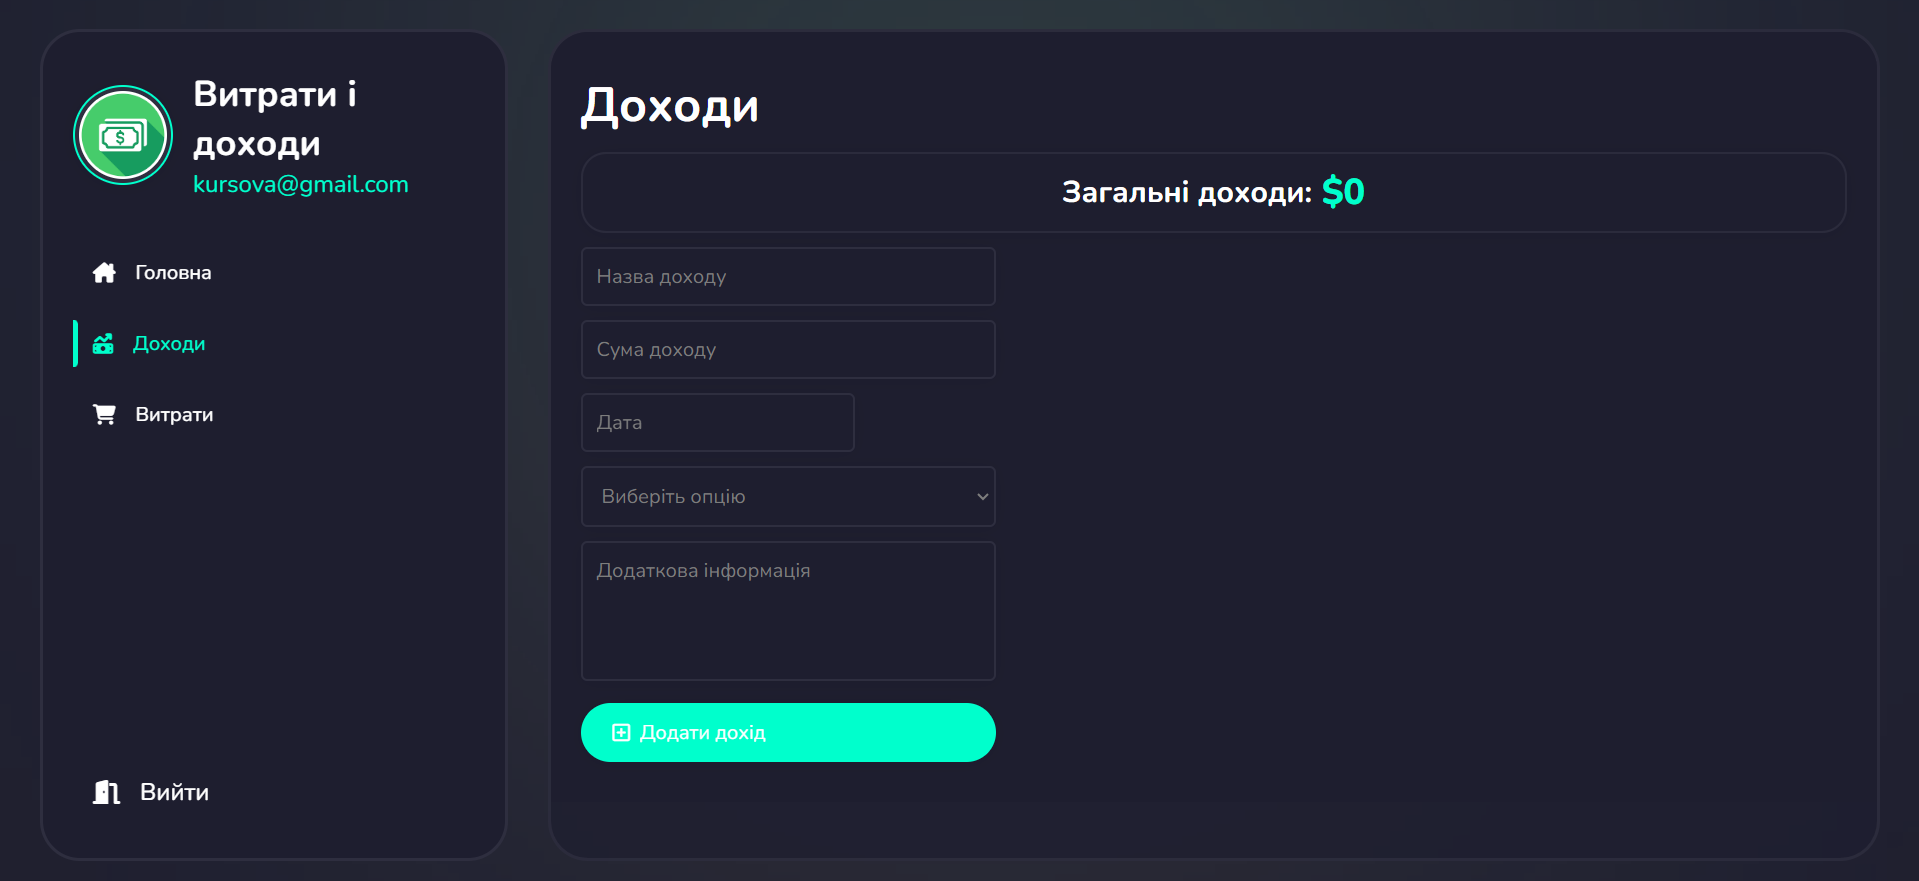 Витрати і
доходи
kursova@gmail.com
Головна
Доходи
Витрати
Вийти
Доходи
Загальні доходи: $0
Назва доходу
Сума доходу
Дата
Виберіть опцію
Додаткова інформація
Додати дохід